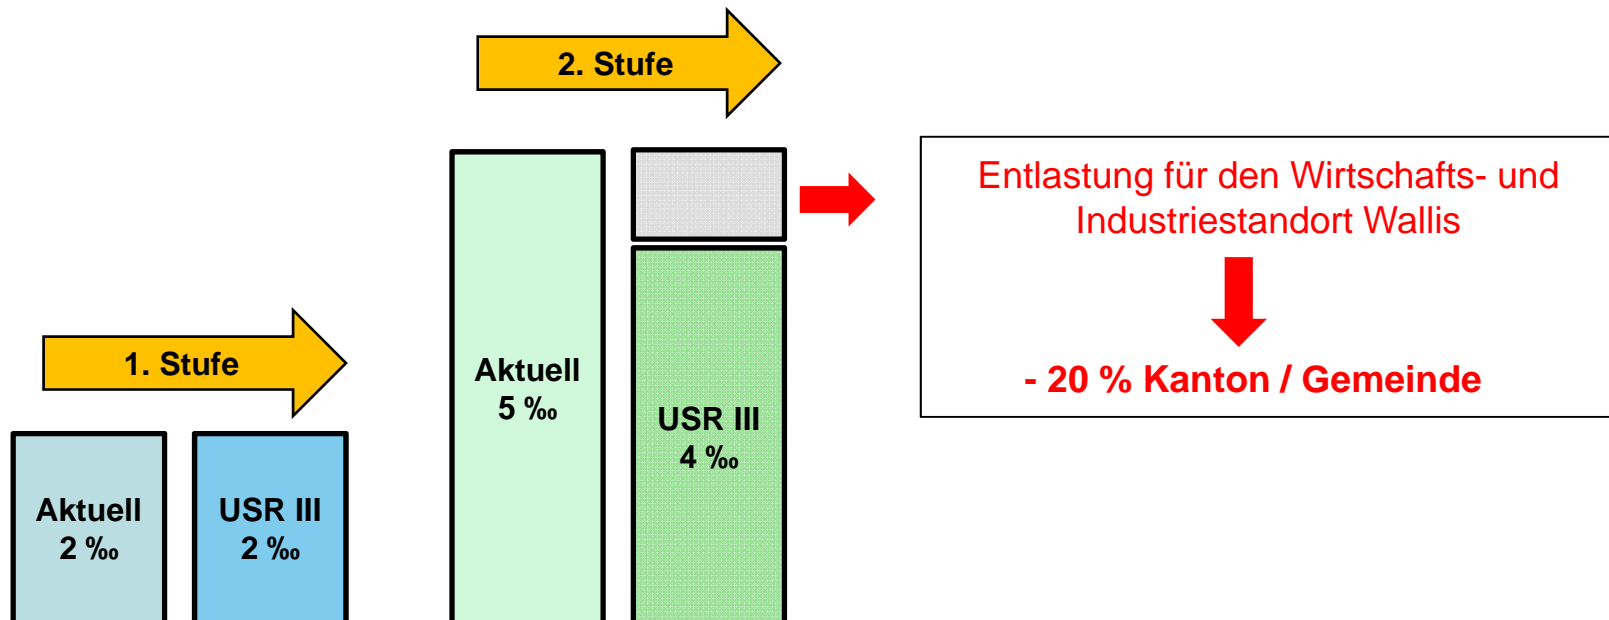 2. Stufe
Entlastung für den Wirtschafts- und
Industriestandort Wallis
- 20 % Kanton / Gemeinde
1. Stufe
Aktuell
5 ‰
USR III
4 ‰
Aktuell
2 ‰
USR III
2 ‰